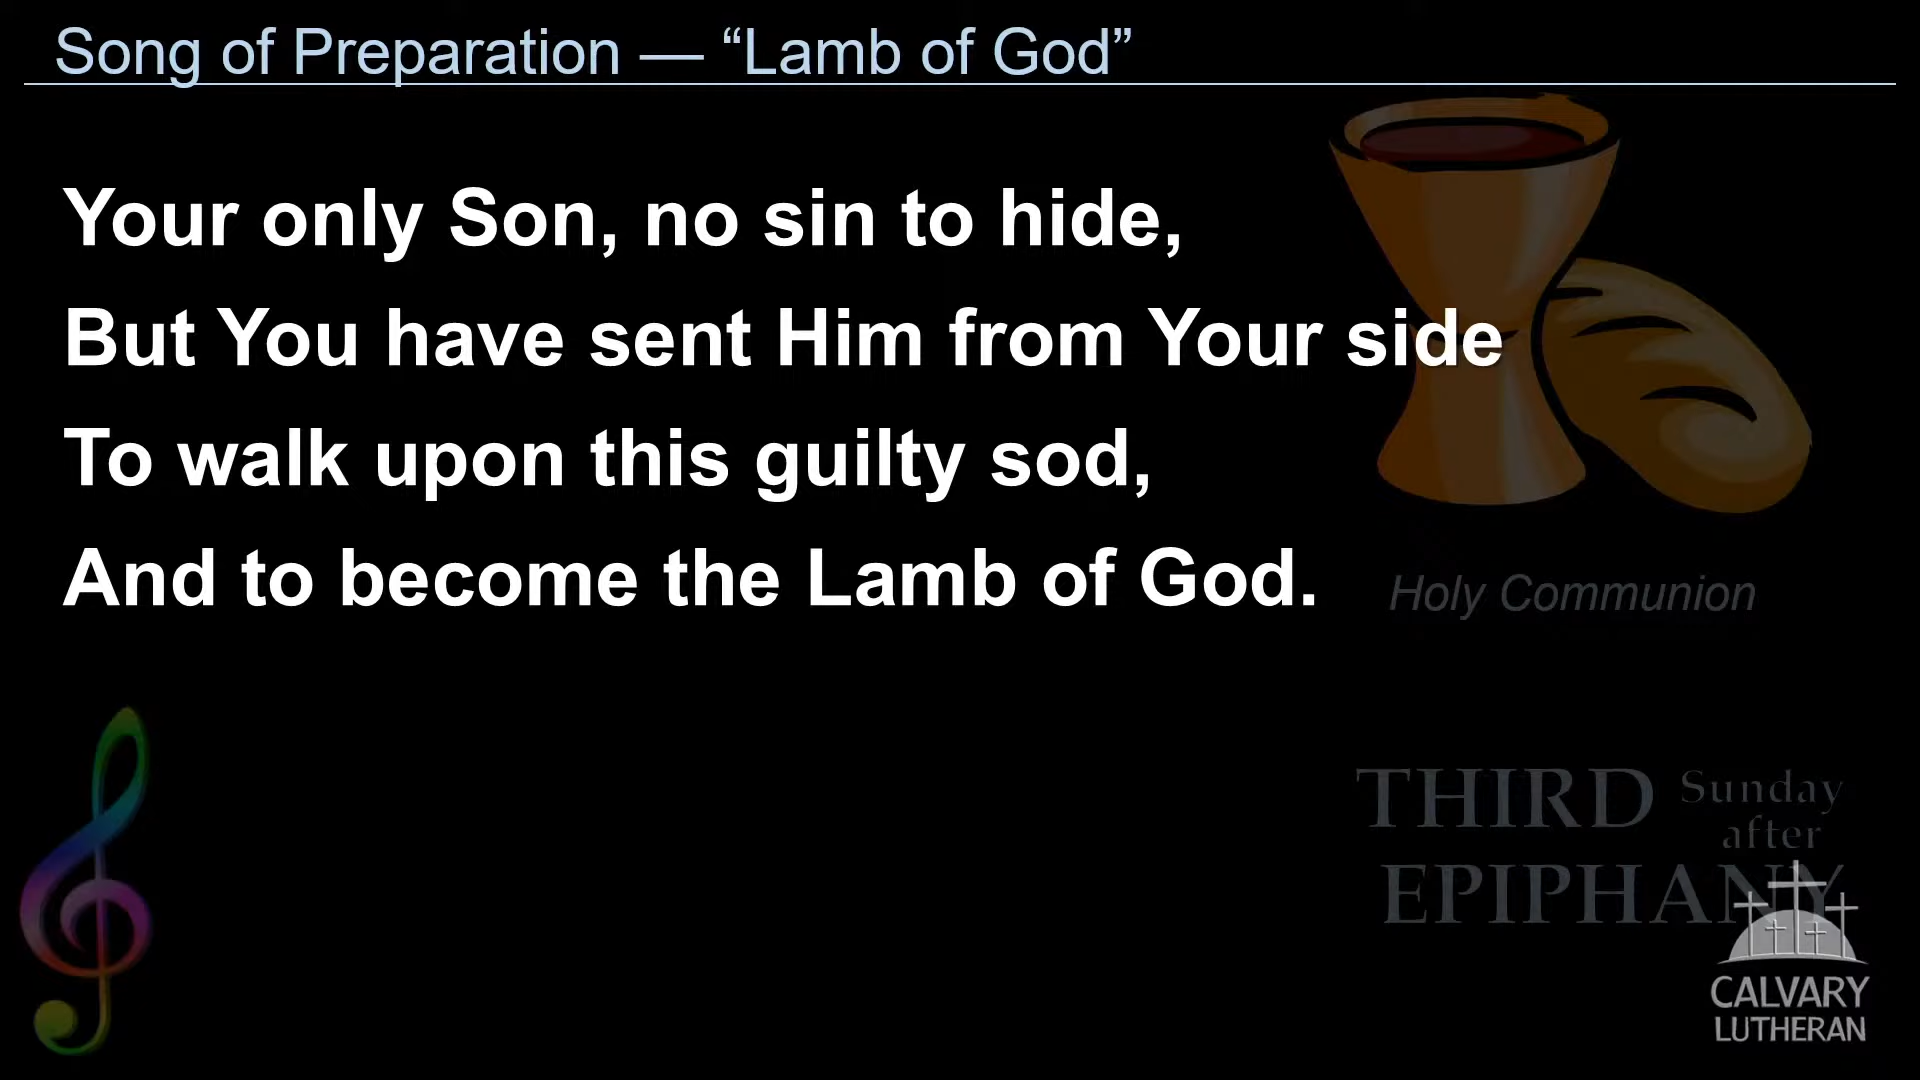 Song of Preparation — “Lamb of God”
Your only Son, no sin to hide,
But You have sent Him from Your side
To walk upon this guilty sod,
And to become the Lamb of God.
Holy Communion
THIRD Sunday
after
EPIPHANY
CALVARY
LUTHERAN